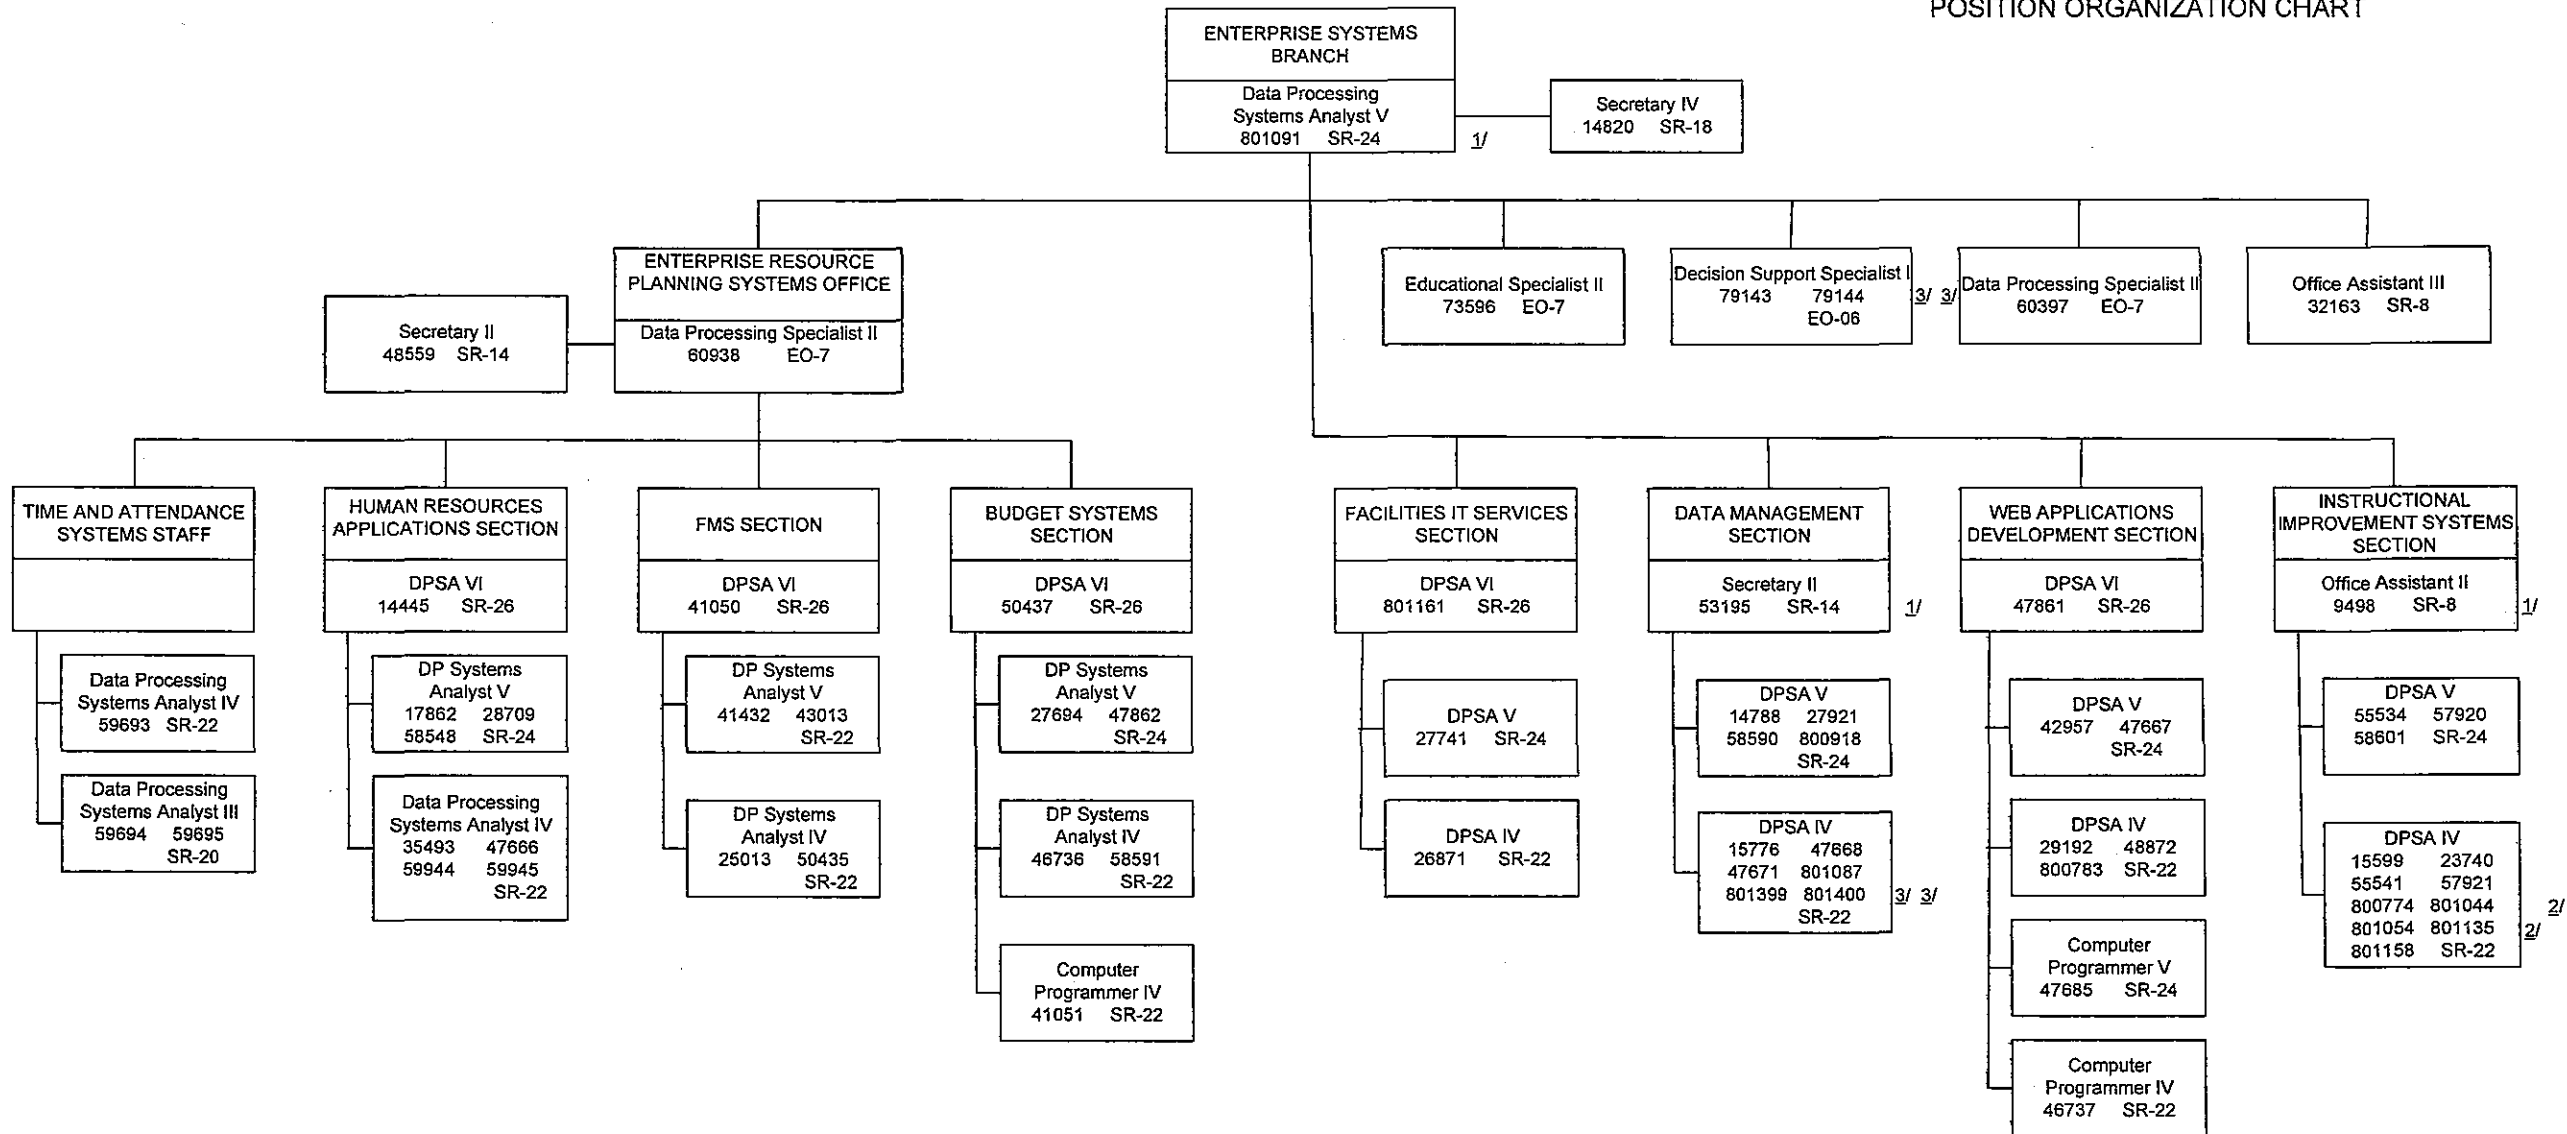 POSITION ORGANIZATION CHART
ENTERPRISE SYSTEMS
BRANCH
Data Processing
Systems Analyst V
801091 SR-24
1/
Secretary IV
14820 SR-18
ENTERPRISE RESOURCE
PLANNING SYSTEMS OFFICE
Data Processing Specialist II
60938 EO-7
Secretary II
48559 SR-14
Educational Specialist II
73596 EO-7
Decision Support Specialist I
79143 79144
EO-06
3/ 3/
Data Processing Specialist II
60397 EO-7
Office Assistant III
32163 SR-8
TIME AND ATTENDANCE
SYSTEMS STAFF
Data Processing
Systems Analyst IV
59693 SR-22
Data Processing
Systems Analyst III
59694 59695
SR-20
HUMAN RESOURCES
APPLICATIONS SECTION
DPSA VI
14445 SR-26
DP Systems
Analyst V
17862 28709
58548 SR-24
Data Processing
Systems Analyst IV
35493 47666
59944 59945
SR-22
FMS SECTION
DPSA VI
41050 SR-26
DP Systems
Analyst V
41432 43013
SR-22
DP Systems
Analyst IV
25013 50435
SR-22
BUDGET SYSTEMS
SECTION
DPSA VI
50437 SR-26
DP Systems
Analyst V
27694 47862
SR-24
DP Systems
Analyst IV
46736 58591
SR-22
Computer
Programmer IV
41051 SR-22
FACILITIES IT SERVICES
SECTION
DPSA VI
801161 SR-26
DPSA V
27741 SR-24
DPSA IV
26871 SR-22
DATA MANAGEMENT
SECTION
Secretary II
53195 SR-14
1/
DPSA V
14788 27921
58590 800918
SR-24
DPSA IV
15776 47668
47671 801087
801399 801400
3/ 3/
SR-22
WEB APPLICATIONS
DEVELOPMENT SECTION
DPSA VI
47861 SR-26
DPSA V
42957 47667
SR-24
DPSA IV
29192 48872
800783 SR-22
Computer
Programmer V
47685 SR-24
Computer
Programmer IV
46737 SR-22
INSTRUCTIONAL
IMPROVEMENT SYSTEMS
SECTION
Office Assistant II
9498 SR-8
1/
DPSA V
55534 57920
58601 SR-24
DPSA IV
15599 23740
55541 57921
800774 801044
2/
801054 801135
2/
801158 SR-22